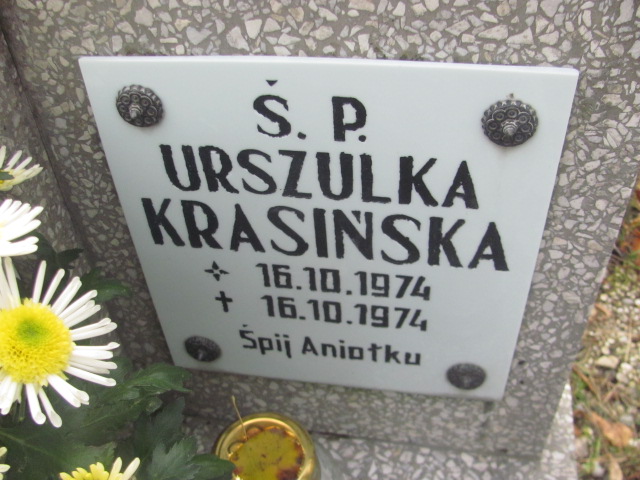 Ś. P.
URSZULKA
KRASIŃSKA
✧ 16.10.1974
† 16.10.1974
Śpij Aniołku